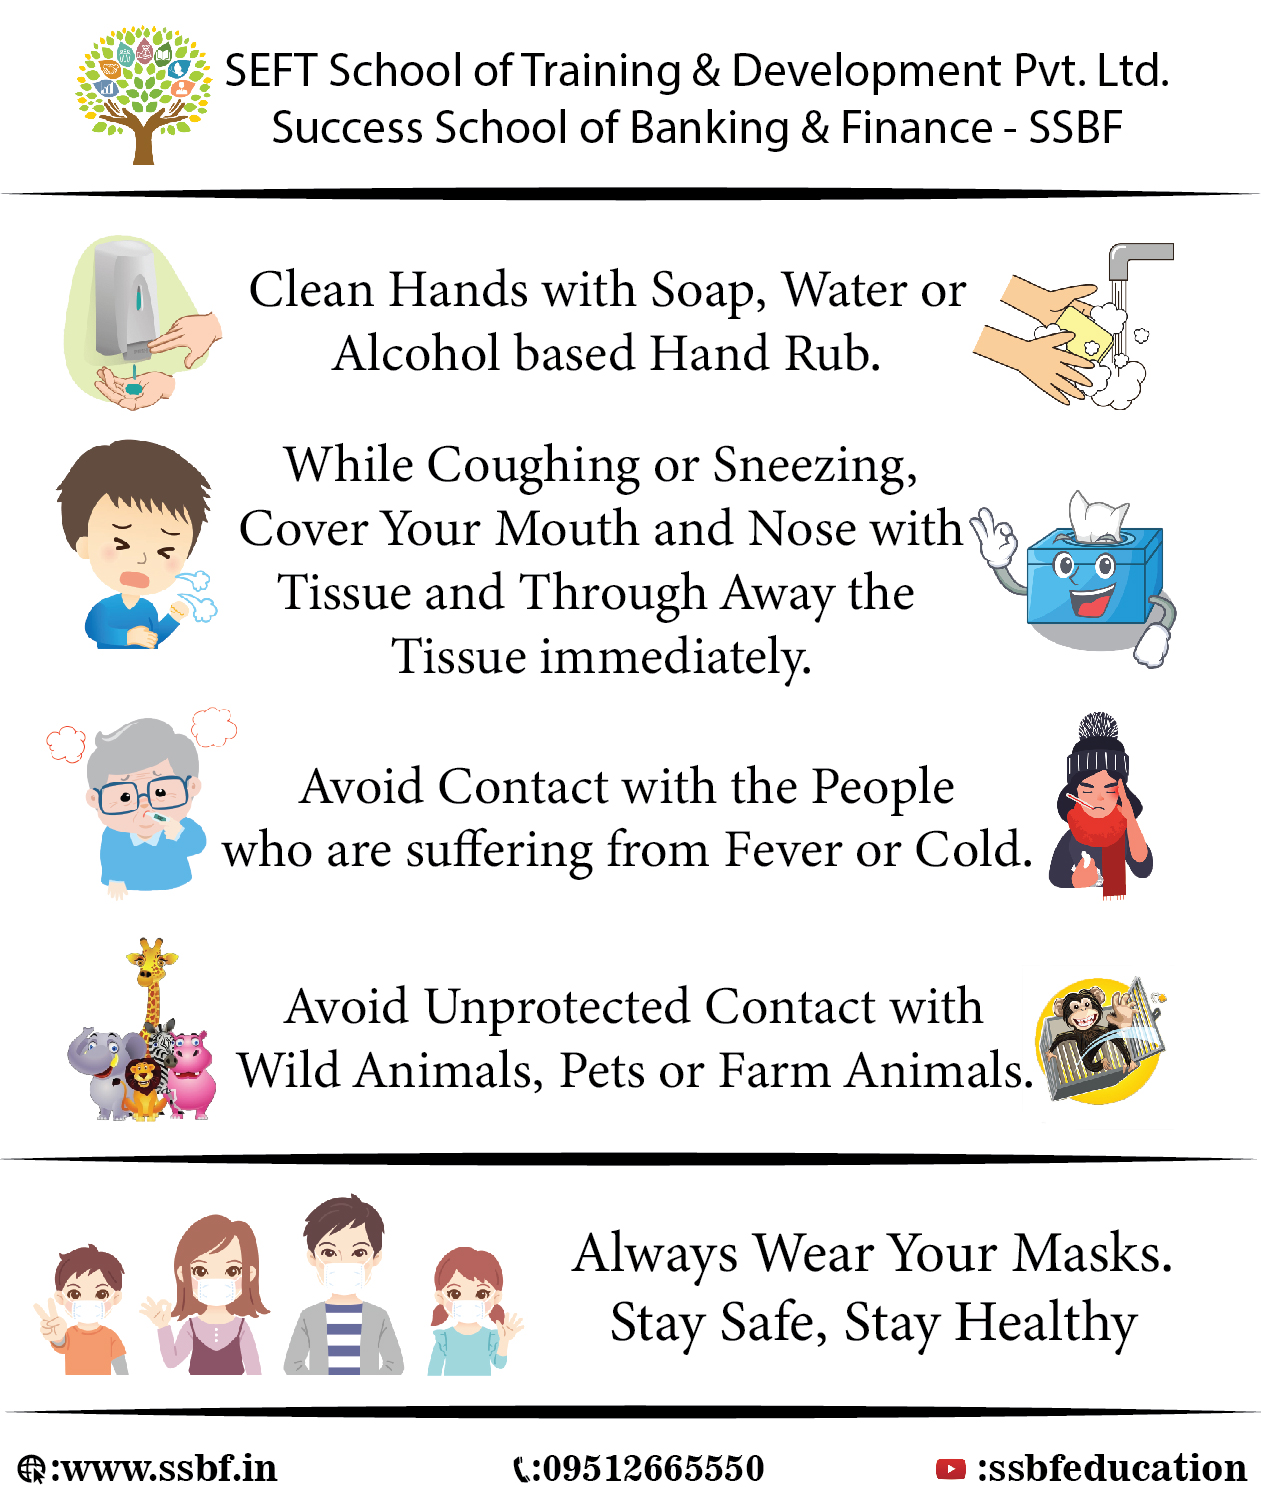 SEFT School of Training & Development Pvt. Ltd.
Success School of Banking & Finance - SSBF
Clean Hands with Soap, Water or
Alcohol based Hand Rub.
While Coughing or Sneezing,
Cover Your Mouth and Nose with
Tissue and Through Away the
Tissue immediately.
Avoid Contact with the People
who are suffering from Fever or Cold.
Avoid Unprotected Contact with
Wild Animals, Pets or Farm Animals.
Always Wear Your Masks.
Stay Safe, Stay Healthy
:www.ssbf.in
:09512665550
:ssbfeducation